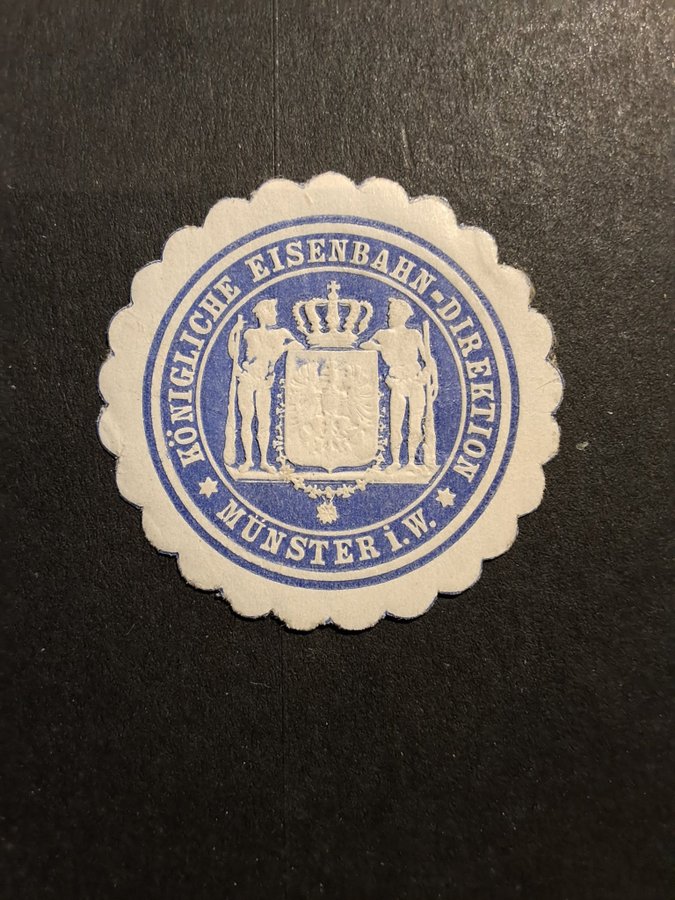 KÖNIGLICHE EISENBAHN-DIREKTION
MÜNSTER i. W.